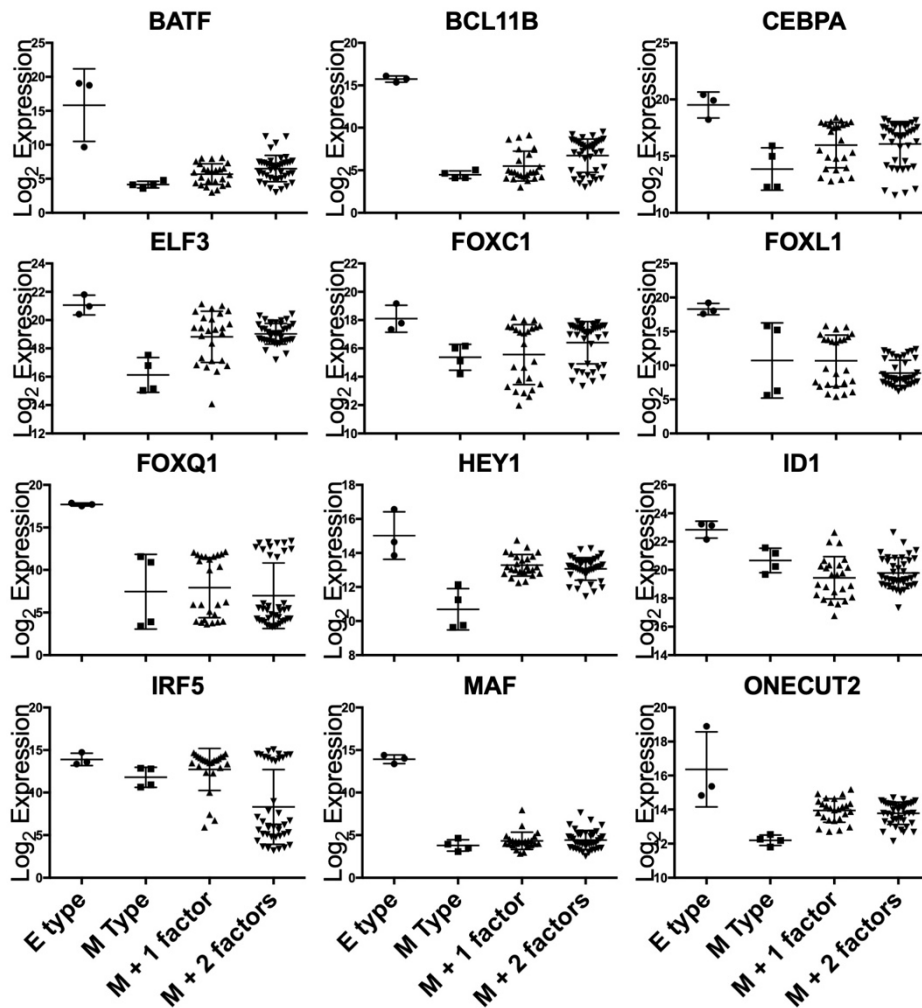 BATF
Log2 Expression
25
20
15
10
5
0
BCL11B
Log2 Expression
20
15
10
5
0
CEBPA
Log2 Expression
25
20
15
10
ELF3
Log2 Expression
24
22
20
18
16
14
12
FOXC1
Log2 Expression
22
20
18
16
14
12
10
FOXL1
Log2 Expression
25
20
15
10
5
0
FOXQ1
Log2 Expression
20
15
10
5
0
HEY1
Log2 Expression
18
16
14
12
10
8
ID1
Log2 Expression
26
24
22
20
18
16
14
IRF5
Log2 Expression
20
15
10
5
0
MAF
Log2 Expression
20
15
10
5
0
ONECUT2
Log2 Expression
20
18
16
14
12
10
E type
M Type
M + 1 factor
M + 2 factors
E type
M Type
M + 1 factor
M + 2 factors
E type
M Type
M + 1 factor
M + 2 factors